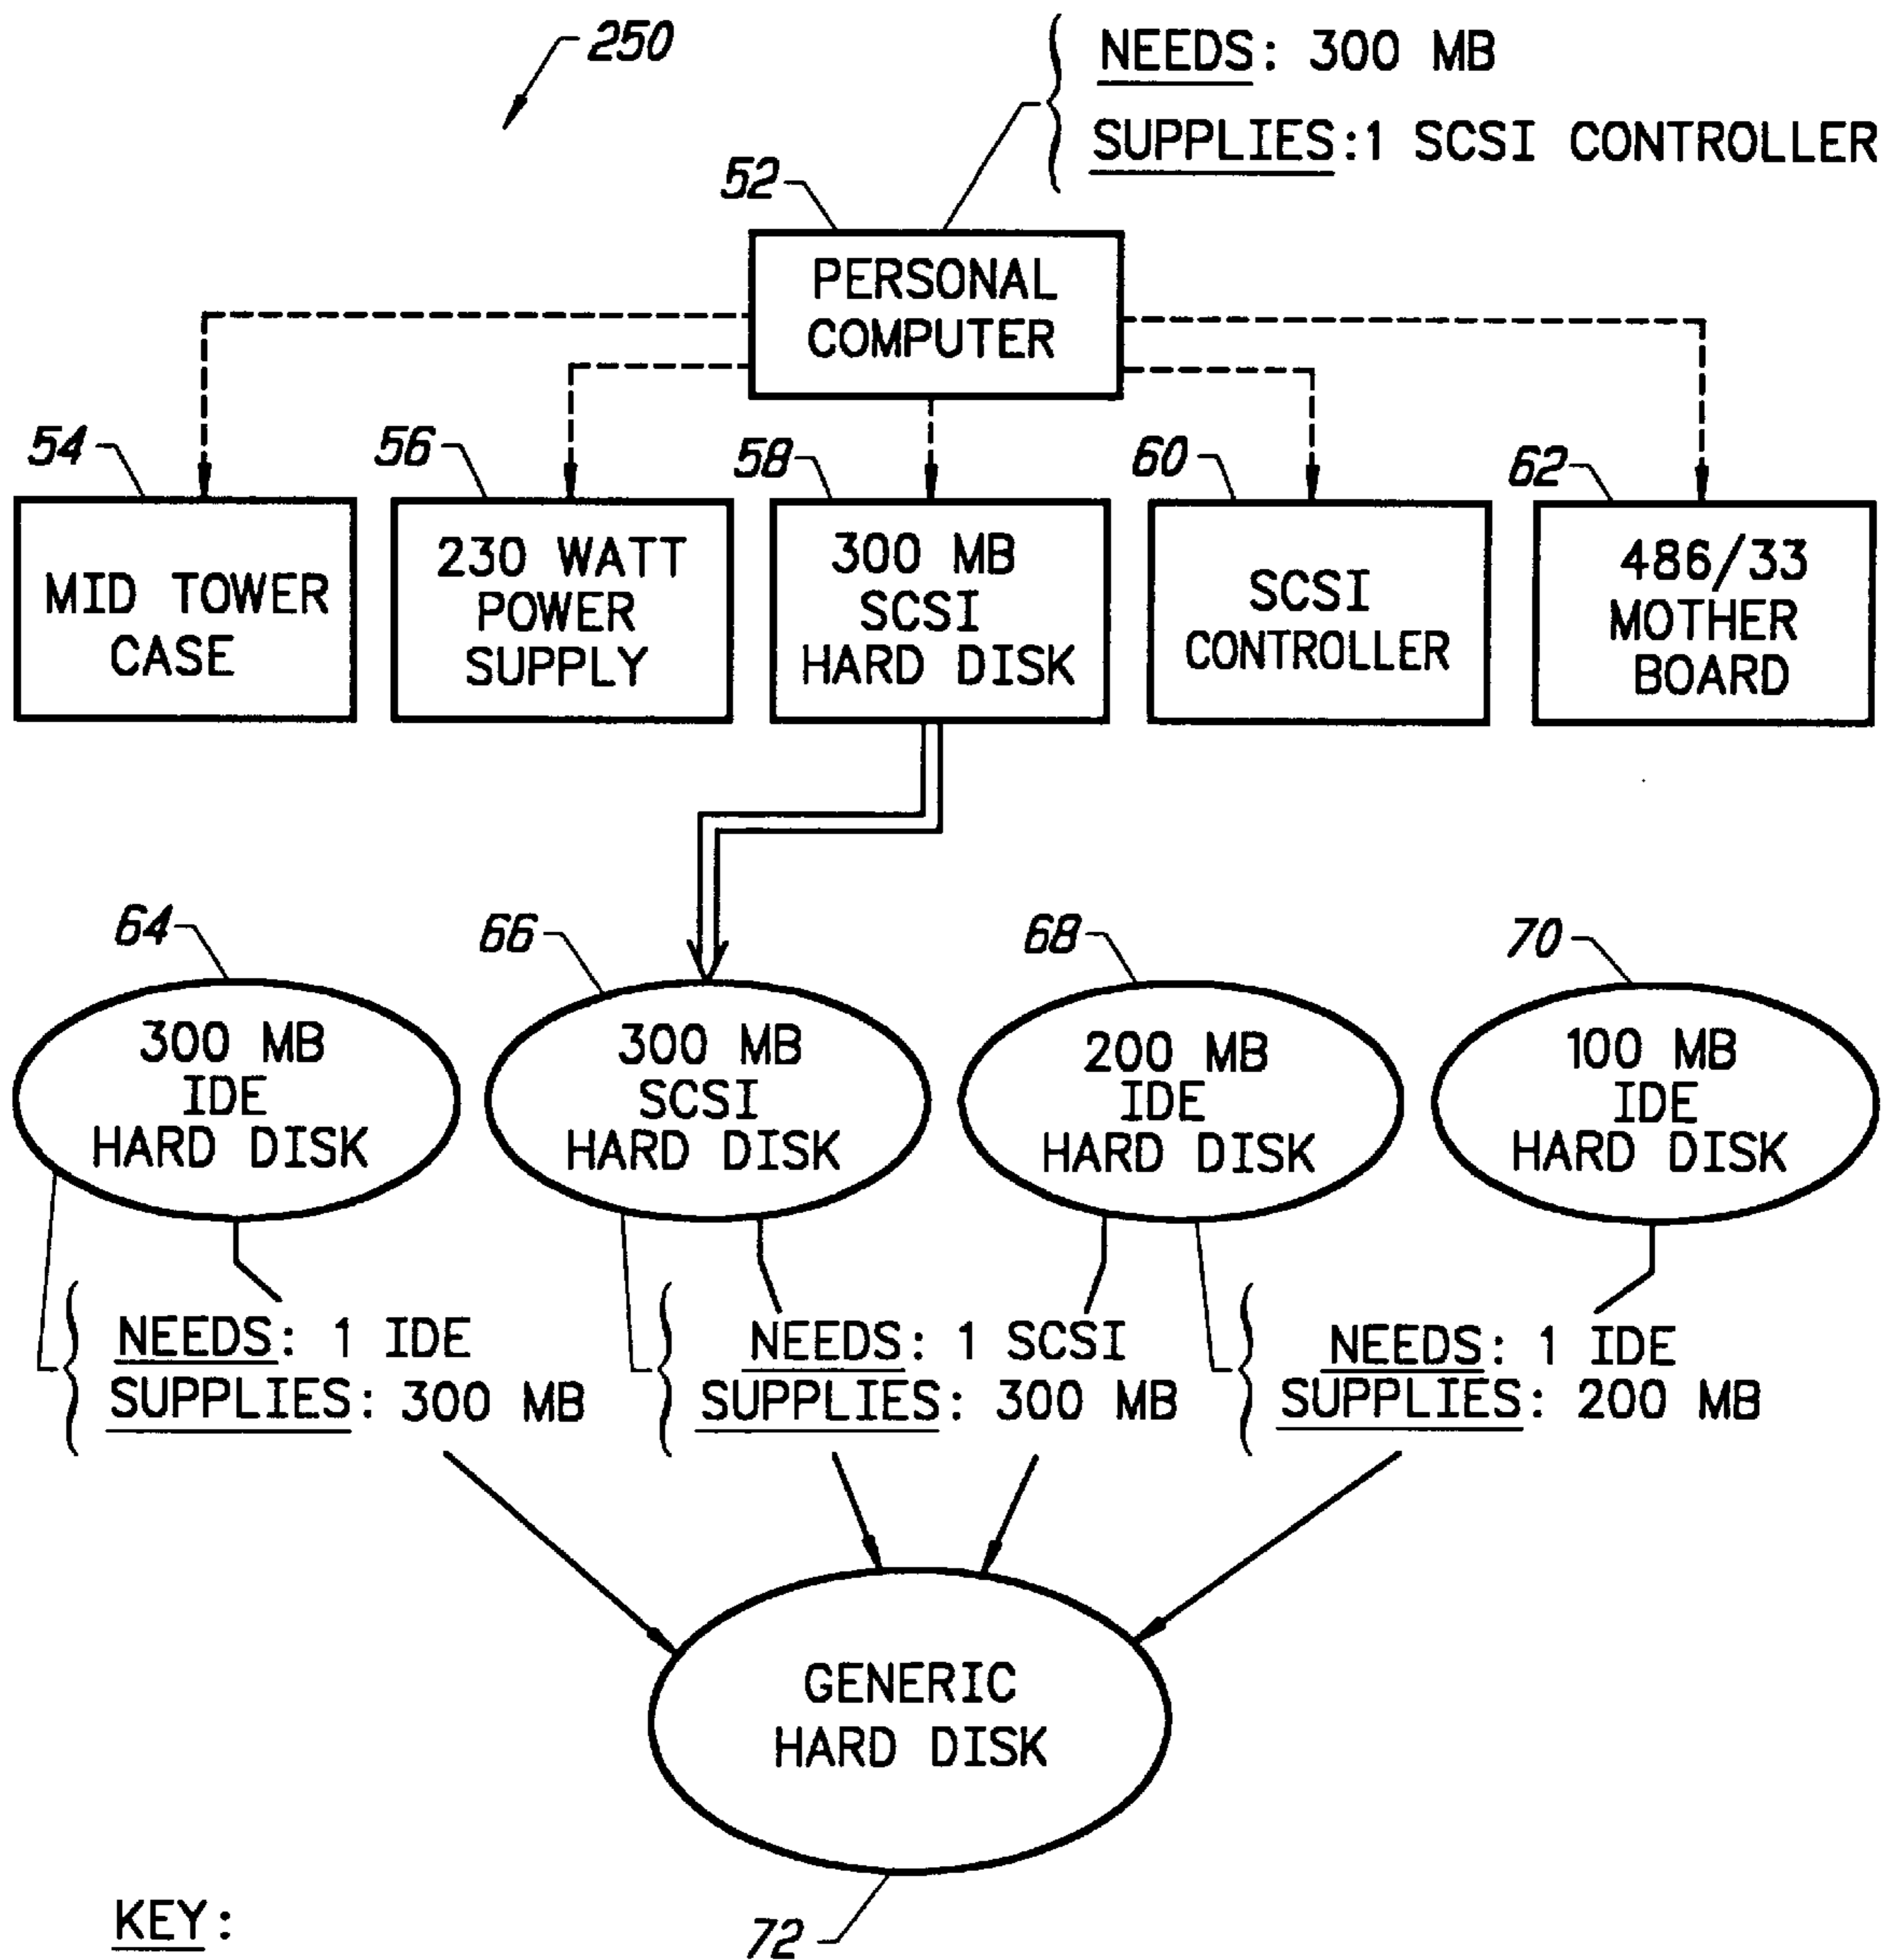 250
NEEDS: 300 MB
SUPPLIES:1 SCSI CONTROLLER
52
PERSONAL
COMPUTER
54
MID TOWER
CASE
56
230 WATT
POWER
SUPPLY
58
300 MB
SCSI
HARD DISK
60
SCSI
CONTROLLER
62
486/33
MOTHER
BOARD
64
300 MB
IDE
HARD DISK
66
300 MB
SCSI
HARD DISK
68
200 MB
IDE
HARD DISK
70
100 MB
IDE
HARD DISK
NEEDS: 1 IDE
SUPPLIES: 300 MB
NEEDS: 1 SCSI
SUPPLIES: 300 MB
NEEDS: 1 IDE
SUPPLIES: 200 MB
GENERIC
HARD DISK
72
KEY: